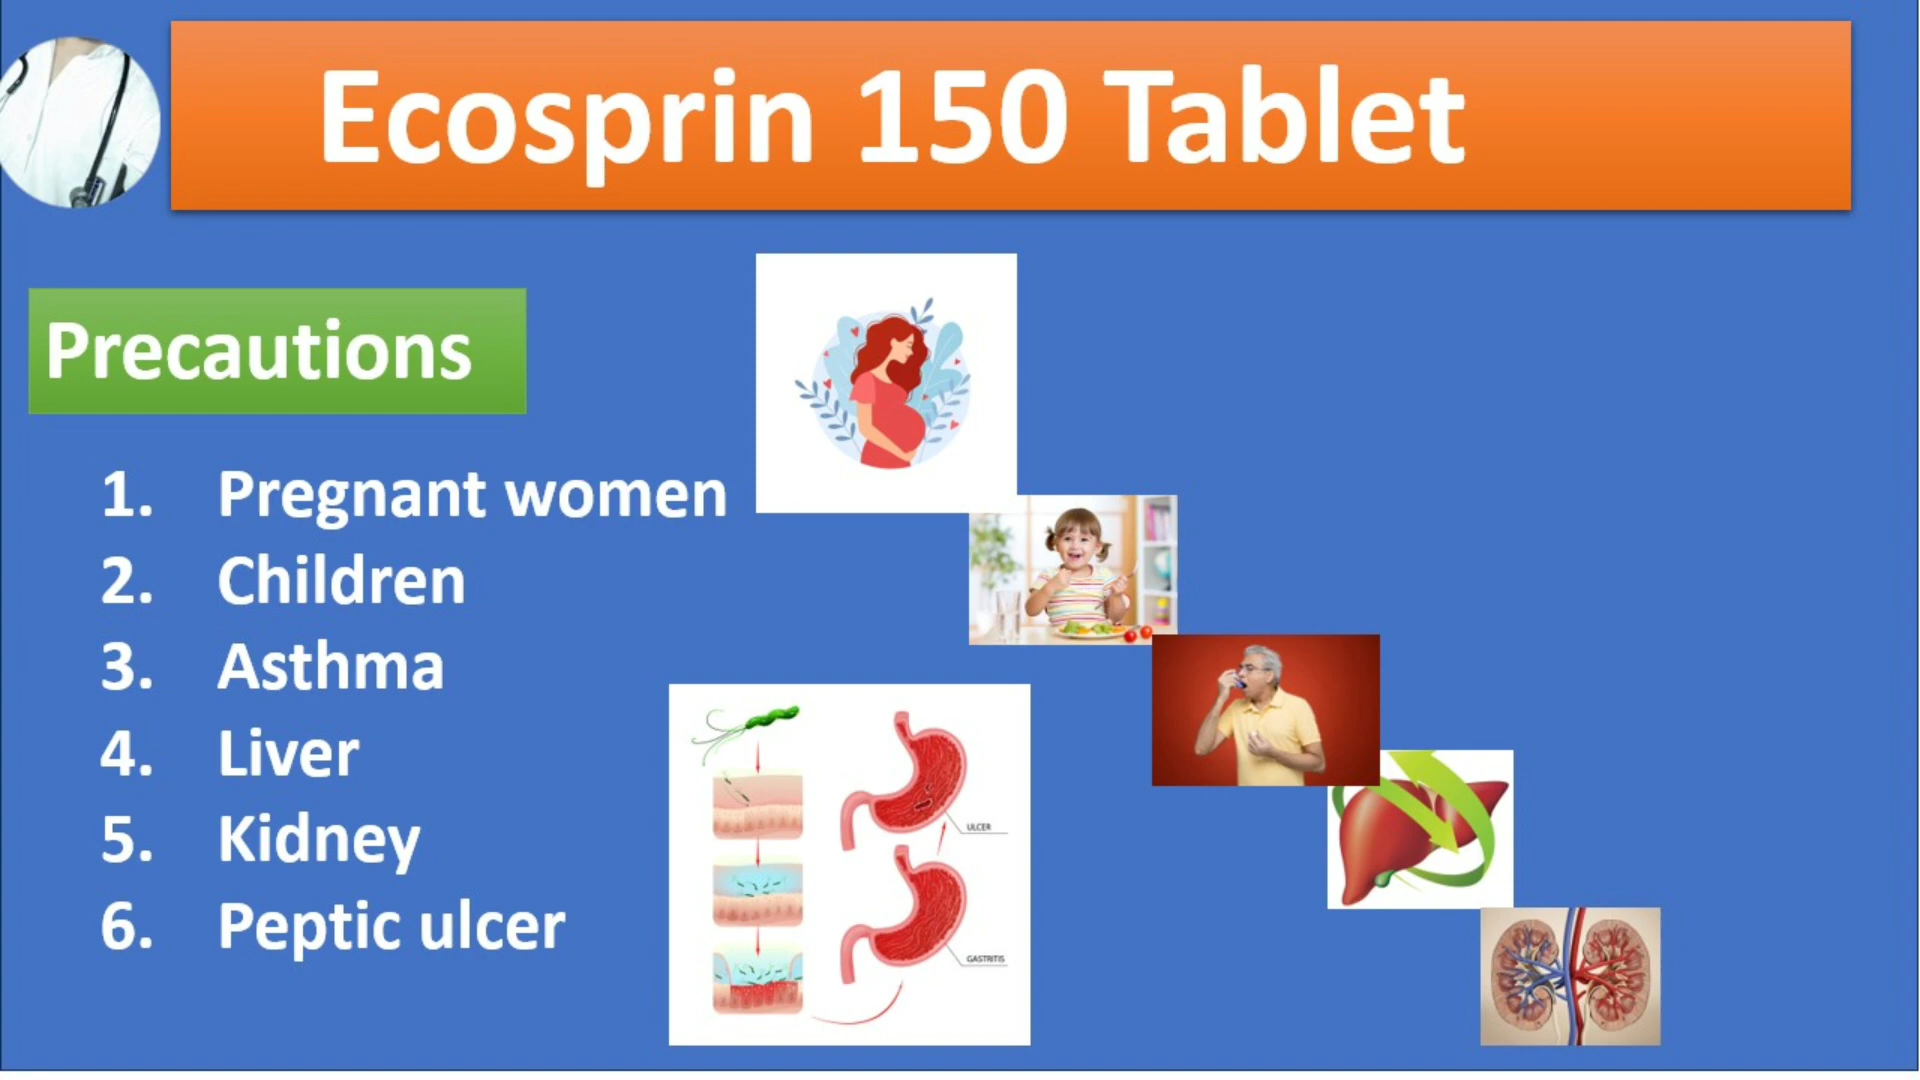 Ecosprin 150 Tablet
Precautions
1. Pregnant women
2. Children
3. Asthma
4. Liver
5. Kidney
6. Peptic ulcer
ULCER
GASTRITIS